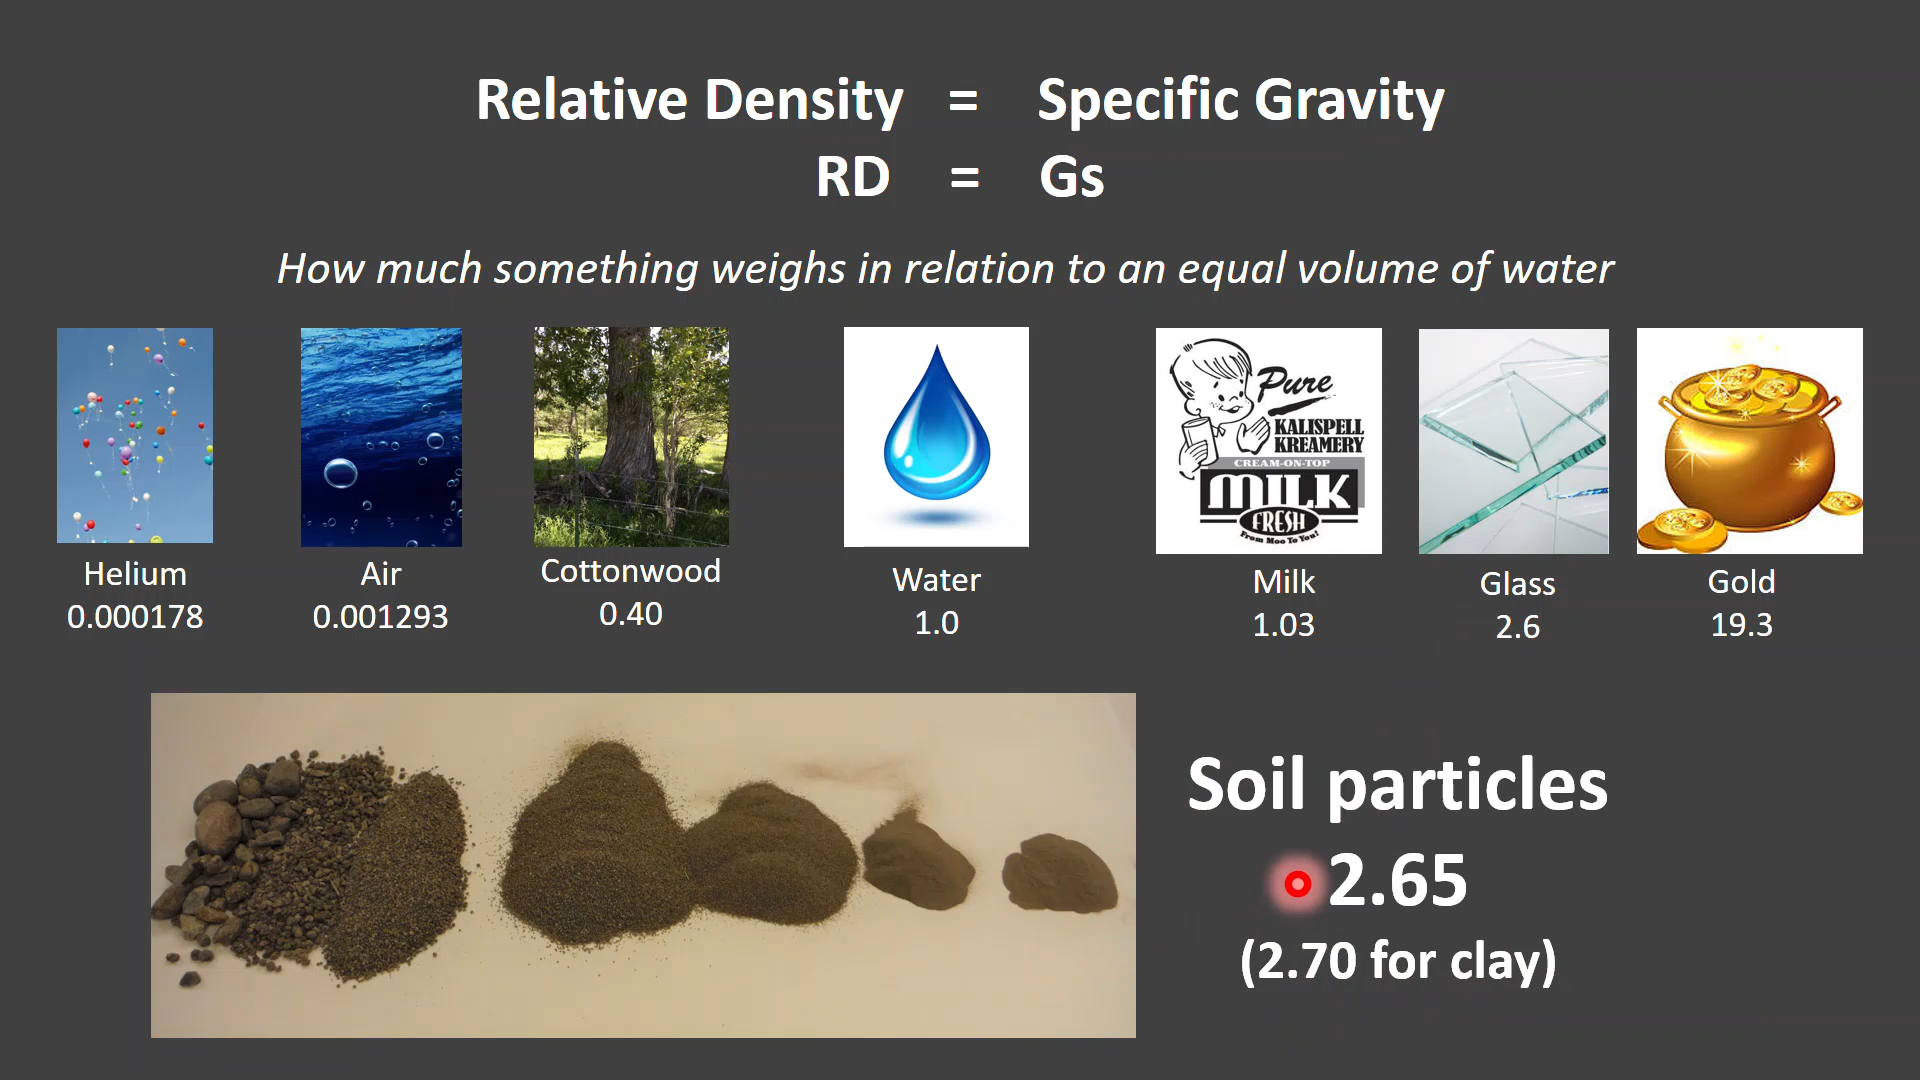 Relative Density = Specific Gravity
RD = Gs
How much something weighs in relation to an equal volume of water
Pure
KALISPELL
KREAMERY
CREAM-ON-TOP
MILK
FRESH
From Moo To You!
Helium
0.000178
Air
0.001293
Cottonwood
0.40
Water
1.0
Milk
1.03
Glass
2.6
Gold
19.3
Soil particles
2.65
(2.70 for clay)